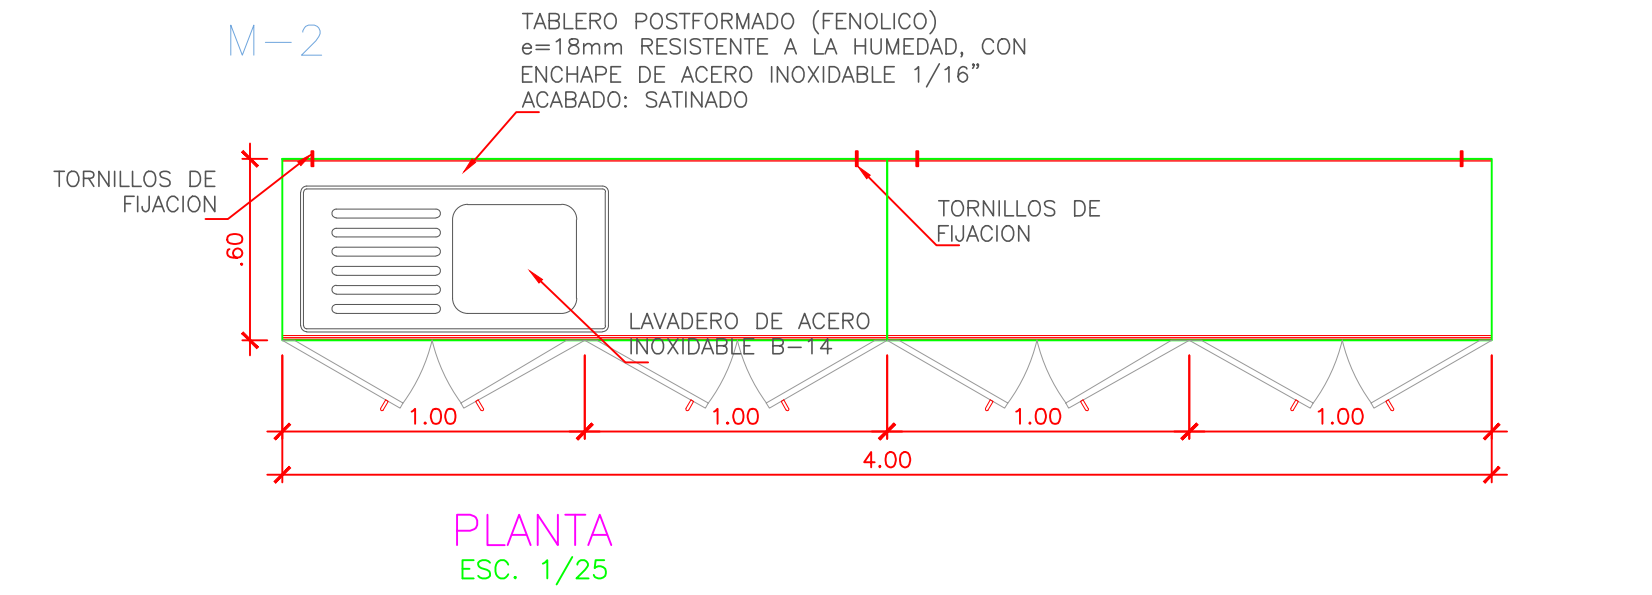 M-2
TABLERO POSTFORMADO (FENOLICO)
e=18mm RESISTENTE A LA HUMEDAD, CON
ENCHAPE DE ACERO INOXIDABLE 1/16”
ACABADO: SATINADO
TORNILLOS DE
FIJACION
.60
TORNILLOS DE
FIJACION
LAVADERO DE ACERO
INOXIDABLE B-14
1.00
1.00
1.00
1.00
4.00
PLANTA
ESC. 1/25